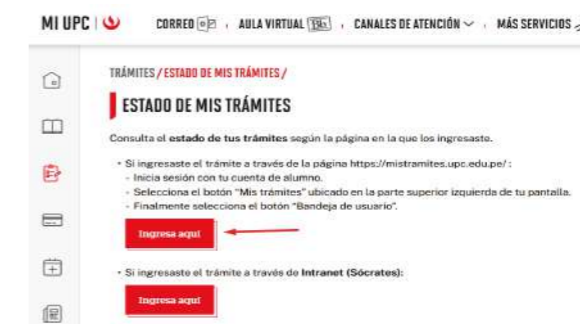 MI UPC
CORREO
AULA VIRTUAL
CANALES DE ATENCIÓN
MÁS SERVICIOS
TRÁMITES / ESTADO DE MIS TRÁMITES /
ESTADO DE MIS TRÁMITES
Consulta el estado de tus trámites según la página en la que los ingresaste.
• Si ingresaste el trámite a través de la página https://mistramites.upc.edu.pe/ :
- Inicia sesión con tu cuenta de alumno.
- Selecciona el botón "Mis trámites" ubicado en la parte superior izquierda de tu pantalla.
- Finalmente selecciona el botón "Bandeja de usuario".
Ingresa aquí
• Si ingresaste el trámite a través de Intranet (Sócrates):
Ingresa aquí